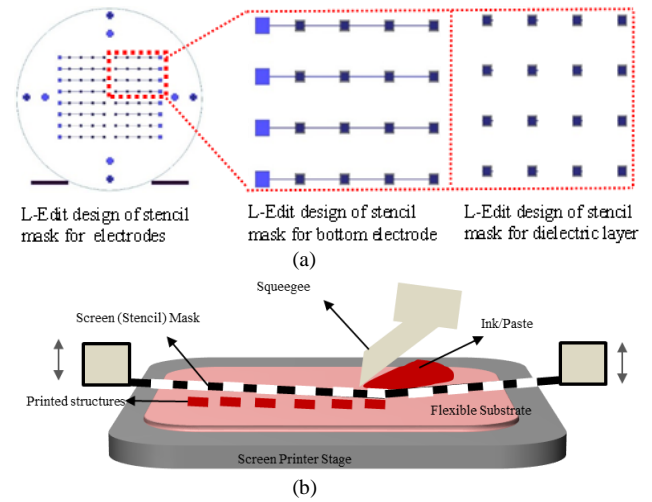 L-Edit design of stencil
mask for electrodes
L-Edit design of stencil
mask for bottom electrode
L-Edit design of stencil
mask for dielectric layer
(a)
Squeegee
Screen (Stencil) Mask
Ink/Paste
Printed structures
Flexible Substrate
Screen Printer Stage
(b)